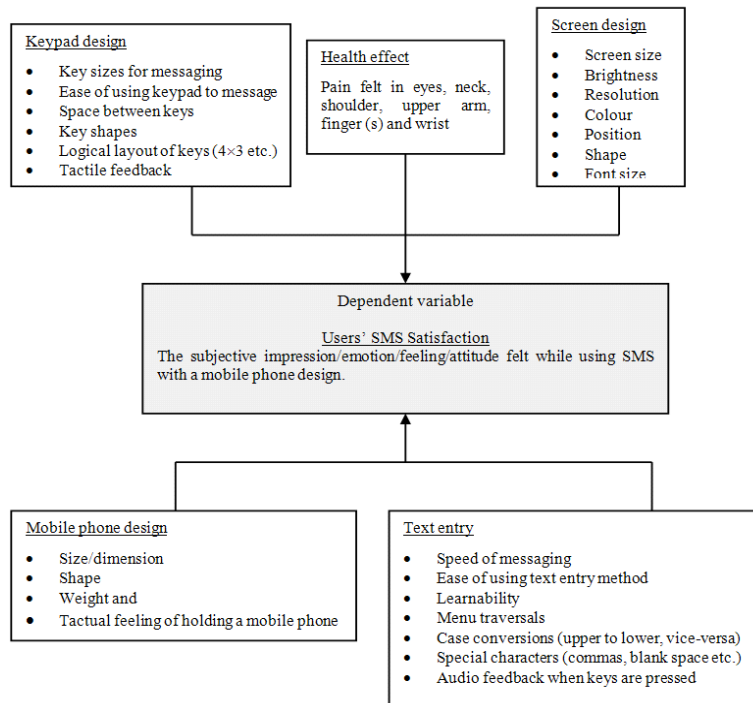 Keypad design
• Key sizes for messaging
• Ease of using keypad to message
• Space between keys
• Key shapes
• Logical layout of keys (4×3 etc.)
• Tactile feedback
Health effect
Pain felt in eyes, neck,
shoulder, upper arm,
finger (s) and wrist
Screen design
• Screen size
• Brightness
• Resolution
• Colour
• Position
• Shape
• Font size
Dependent variable
Users' SMS Satisfaction
The subjective impression/emotion/feeling/attitude felt while using SMS
with a mobile phone design.
Mobile phone design
• Size/dimension
• Shape
• Weight and
• Tactual feeling of holding a mobile phone
Text entry
• Speed of messaging
• Ease of using text entry method
• Learnability
• Menu traversals
• Case conversions (upper to lower, vice-versa)
• Special characters (commas, blank space etc.)
• Audio feedback when keys are pressed